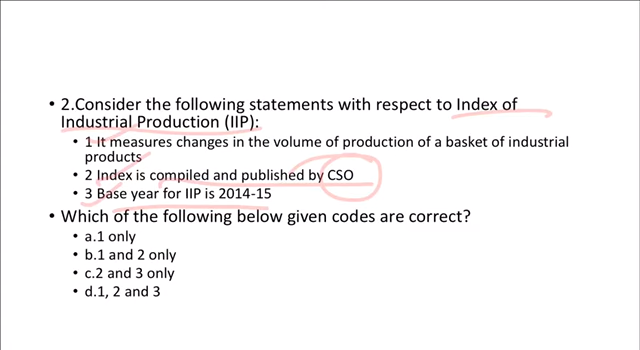 • 2.Consider the following statements with respect to Index of
Industrial Production (IIP):
• 1 It measures changes in the volume of production of a basket of industrial
products
• 2 Index is compiled and published by CSO
• 3 Base year for IIP is 2014-15
• Which of the following below given codes are correct?
• a.1 only
• b.1 and 2 only
• c.2 and 3 only
• d.1, 2 and 3